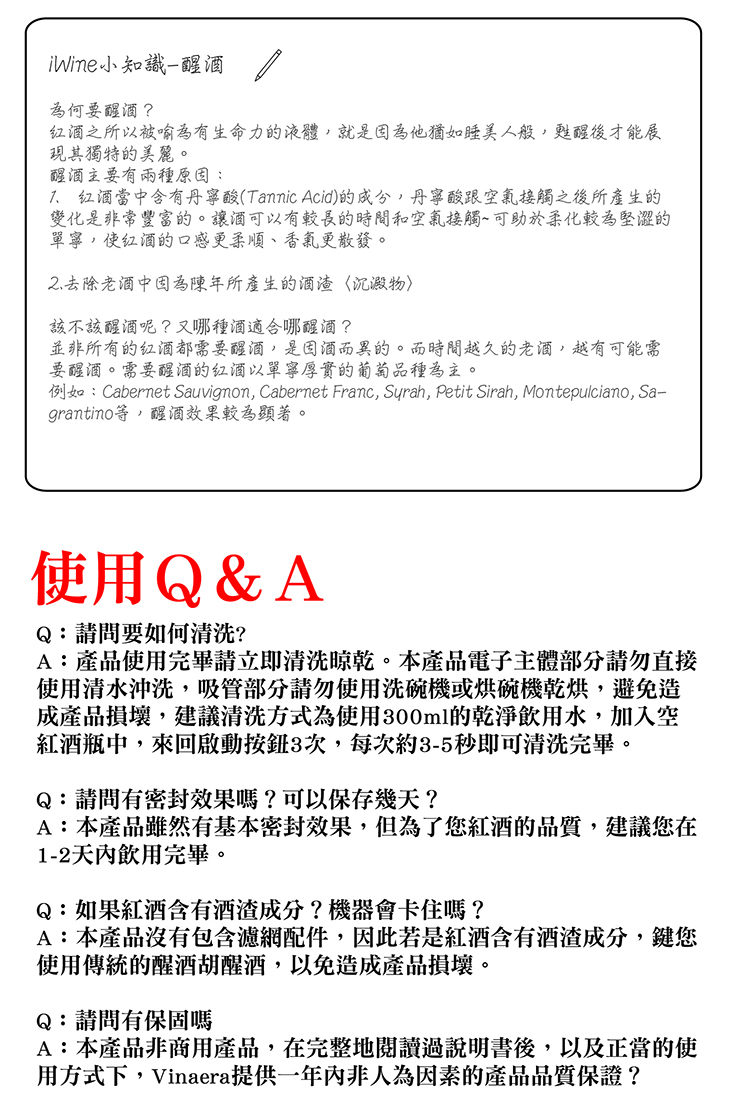 iWine小知識-醒酒
為何要醒酒？
紅酒之所以被喻為有生命力的液體，就是因為他猶如睡美人般，甦醒後才能展
現其獨特的美麗。
醒酒主要有兩種原因：
1. 紅酒當中含有丹寧酸(Tannic Acid)的成分，丹寧酸跟空氣接觸之後所產生的
變化是非常豐富的。讓酒可以有較長的時間和空氣接觸~可助於柔化較為堅澀的
單寧，使紅酒的口感更柔順、香氣更散發。
2.去除老酒中因為陳年所產生的酒渣〈沉澱物〉
該不該醒酒呢？又哪種酒適合哪醒酒？
並非所有的紅酒都需要醒酒，是因酒而異的。而時間越久的老酒，越有可能需
要醒酒。需要醒酒的紅酒以單寧厚實的葡萄品種為主。
例如：Cabernet Sauvignon, Cabernet Franc, Syrah, Petit Sirah, Montepulciano, Sa-
grantino等，醒酒效果較為顯著。
使用Q&A
Q：請問要如何清洗?
A：產品使用完畢請立即清洗晾乾。本產品電子主體部分請勿直接
使用清水沖洗，吸管部分請勿使用洗碗機或烘碗機乾烘，避免造
成產品損壞，建議清洗方式為使用300ml的乾淨飲用水，加入空
紅酒瓶中，來回啟動按鈕3次，每次約3-5秒即可清洗完畢。
Q：請問有密封效果嗎？可以保存幾天？
A：本產品雖然有基本密封效果，但為了您紅酒的品質，建議您在
1-2天內飲用完畢。
Q：如果紅酒含有酒渣成分？機器會卡住嗎？
A：本產品沒有包含濾網配件，因此若是紅酒含有酒渣成分，鍵您
使用傳統的醒酒胡醒酒，以免造成產品損壞。
Q：請問有保固嗎
A：本產品非商用產品，在完整地閱讀過說明書後，以及正當的使
用方式下，Vinaera提供一年內非人為因素的產品品質保證？